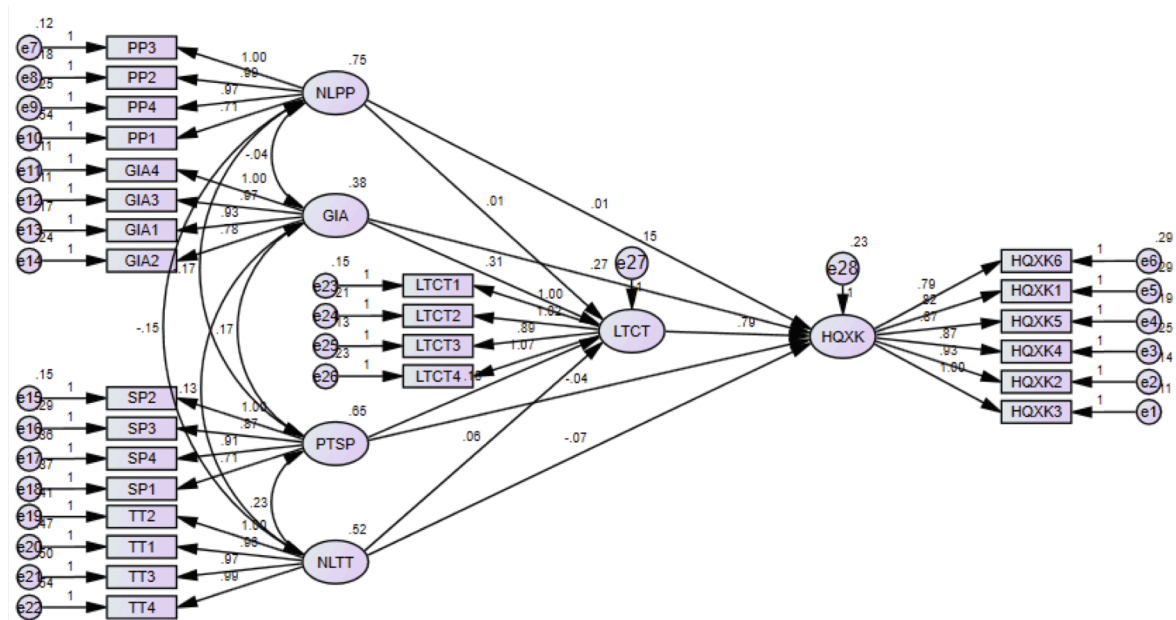 .12
e7 1 PP3 1.00
.18
e8 1 PP2 .99
.25
e9 1 PP4 .97
.54
e10 1 PP1 .71
.11
e11 1 GIA4 1.00
.11
e12 1 GIA3 .97
.17
e13 1 GIA1 .93
.24
e14 1 GIA2 .78
.75
NLPP
-.04
.38
GIA
.17
-.15
.17
.13
.01
.01
.31
.27
.15
e27
1
.15
e23 1 LTCT1 1.00
.21
e24 1 LTCT2 1.02
.13
e25 1 LTCT3 .89
.23
e26 1 LTCT4 1.07
LTCT
.79
.23
e28
1
HQXK
-.04
.06
-.07
.79 HQXK6 1 e6 .29
.82 HQXK1 1 e5 .29
.87 HQXK5 1 e4 .19
.87 HQXK4 1 e3 .25
.93 HQXK2 1 e2 .14
1.00 HQXK3 1 e1 .11
.15
e15 1 SP2 1.00
.29
e16 1 SP3 .87
.36
e17 1 SP4 .91
.37
e18 1 SP1 .71
.65
PTSP
.23
.41
e19 1 TT2 1.00
.47
e20 1 TT1
.50
e21 1 TT3 .97
.54
e22 1 TT4 .99
.52
NLTT